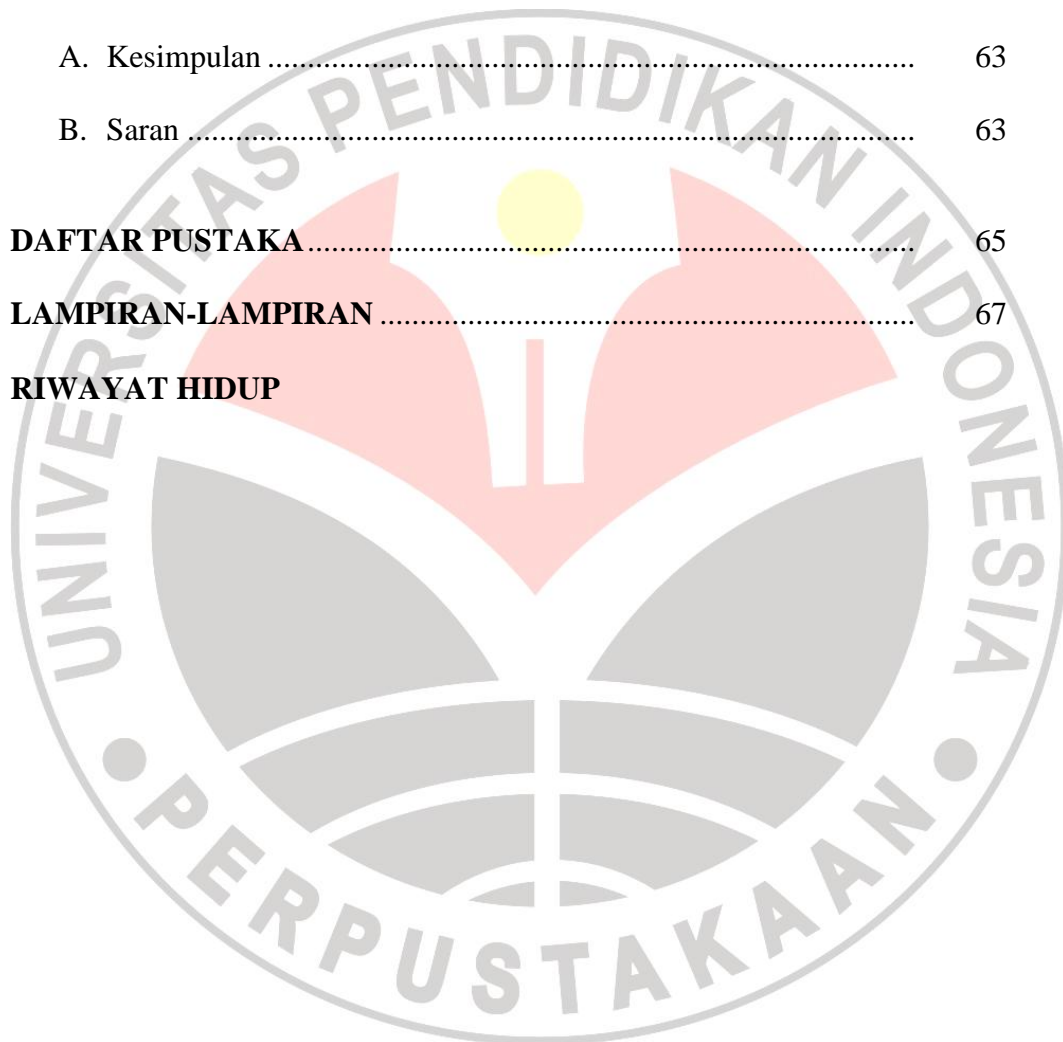 A. Kesimpulan ................................................................................. 63
B. Saran ........................................................................................... 63
DAFTAR PUSTAKA ............................................................................ 65
LAMPIRAN-LAMPIRAN ................................................................... 67
RIWAYAT HIDUP
UNIVERSITAS PENDIDIKAN INDONESIA
PERPUSTAKAAN